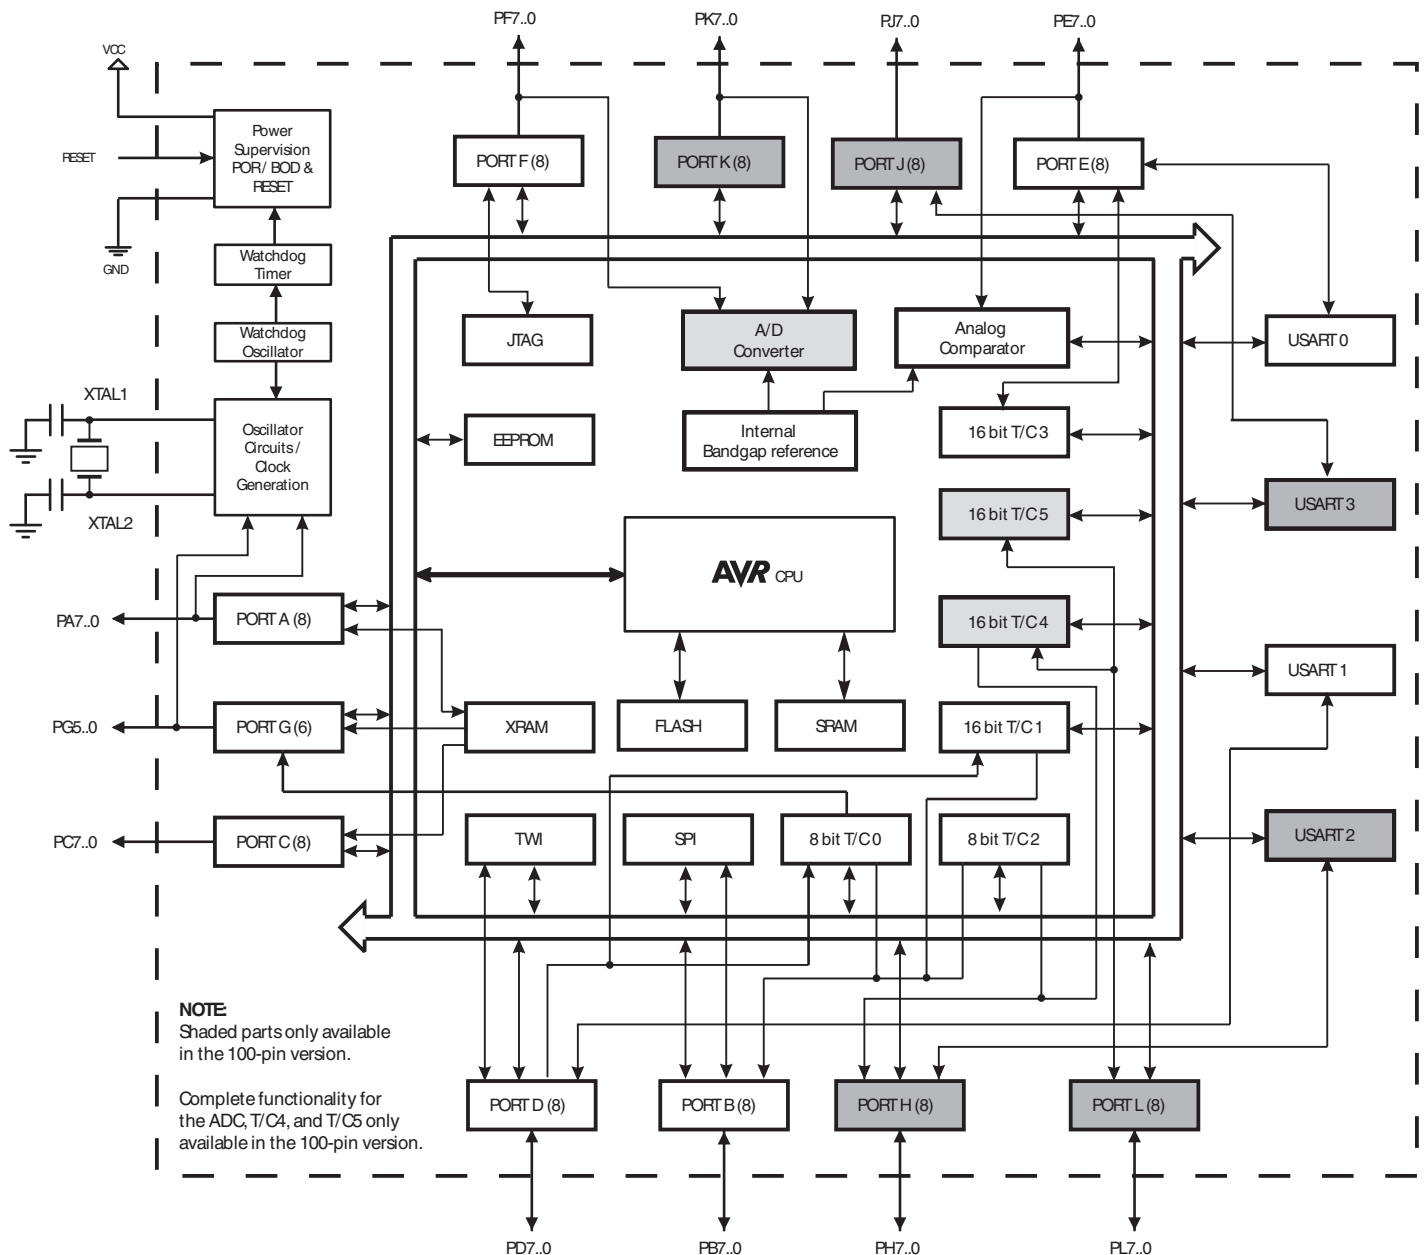 PF7..0
PK7..0
PJ7..0
PE7..0
VCC
Power
Supervision
POR/ BOD &
RESET
RESET
PORT F (8)
PORT K (8)
PORT J (8)
PORT E (8)
GND
Watchdog
Timer
Watchdog
Oscillator
JTAG
A/D
Converter
Analog
Comparator
USART 0
XTAL1
Oscillator
Circuits /
Clock
Generation
EEPROM
Internal
Bandgap reference
16 bit T/C 3
USART 3
16 bit T/C 5
XTAL2
AVR CPU
PA7..0
PORT A (8)
16 bit T/C 4
USART 1
PG5..0
PORT G (6)
XRAM
FLASH
SRAM
16 bit T/C 1
PC7..0
PORT C (8)
TWI
SPI
8 bit T/C 0
8 bit T/C 2
USART 2
NOTE:
Shaded parts only available
in the 100-pin version.
Complete functionality for
the ADC, T/C4, and T/C5 only
available in the 100-pin version.
PORT D (8)
PORT B (8)
PORT H (8)
PORT L (8)
PD7..0
PB7..0
PH7..0
PL7..0